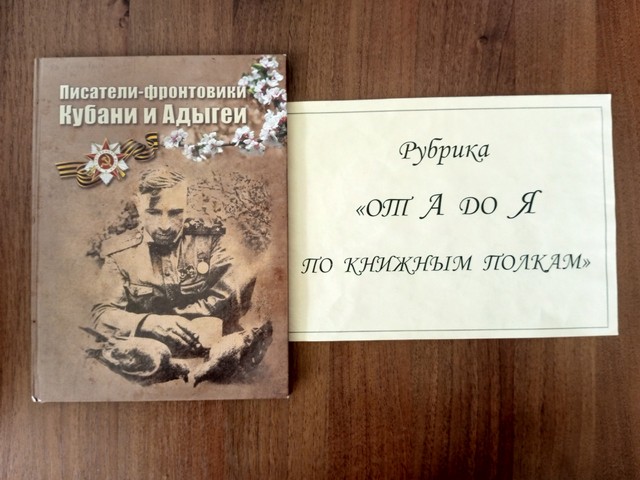 Писатели-фронтовики
Кубани и Адыгеи
Рубрика
«ОТ А ДО Я
ПО КНИЖНЫМ ПОЛКАМ»